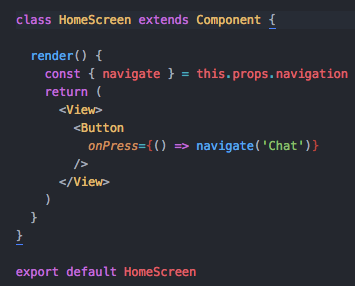 class HomeScreen extends Component {
render() {
const { navigate } = this.props.navigation
return (
<View>
<Button
onPress={() => navigate('Chat')}
/>
</View>
)
}
}
export default HomeScreen